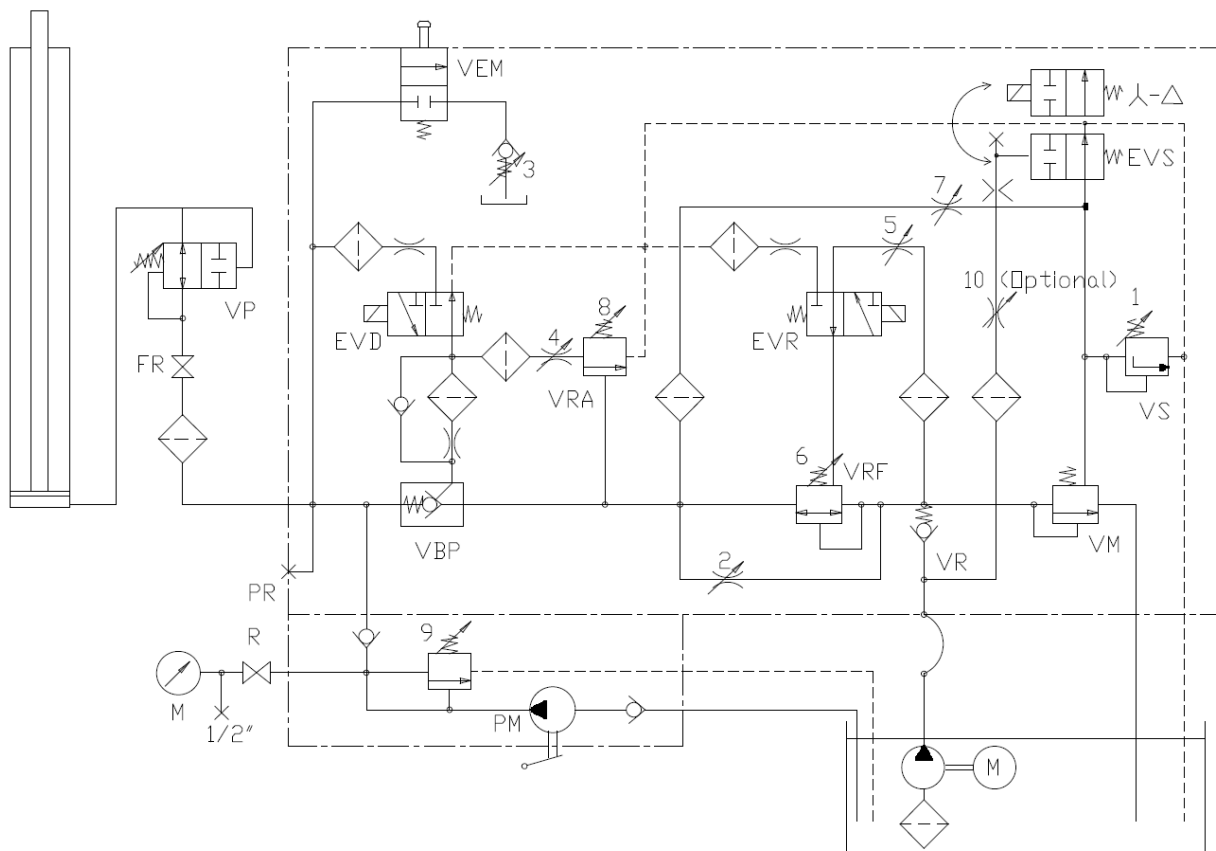 VEM
⅄-Δ
EVS
3
7
5
10 (Optional)
1
VP
EVD
8
EVR
4
VRA
VS
FR
6
VRF
VBP
VM
2
VR
PR
R
9
M
1/2"
PM
M